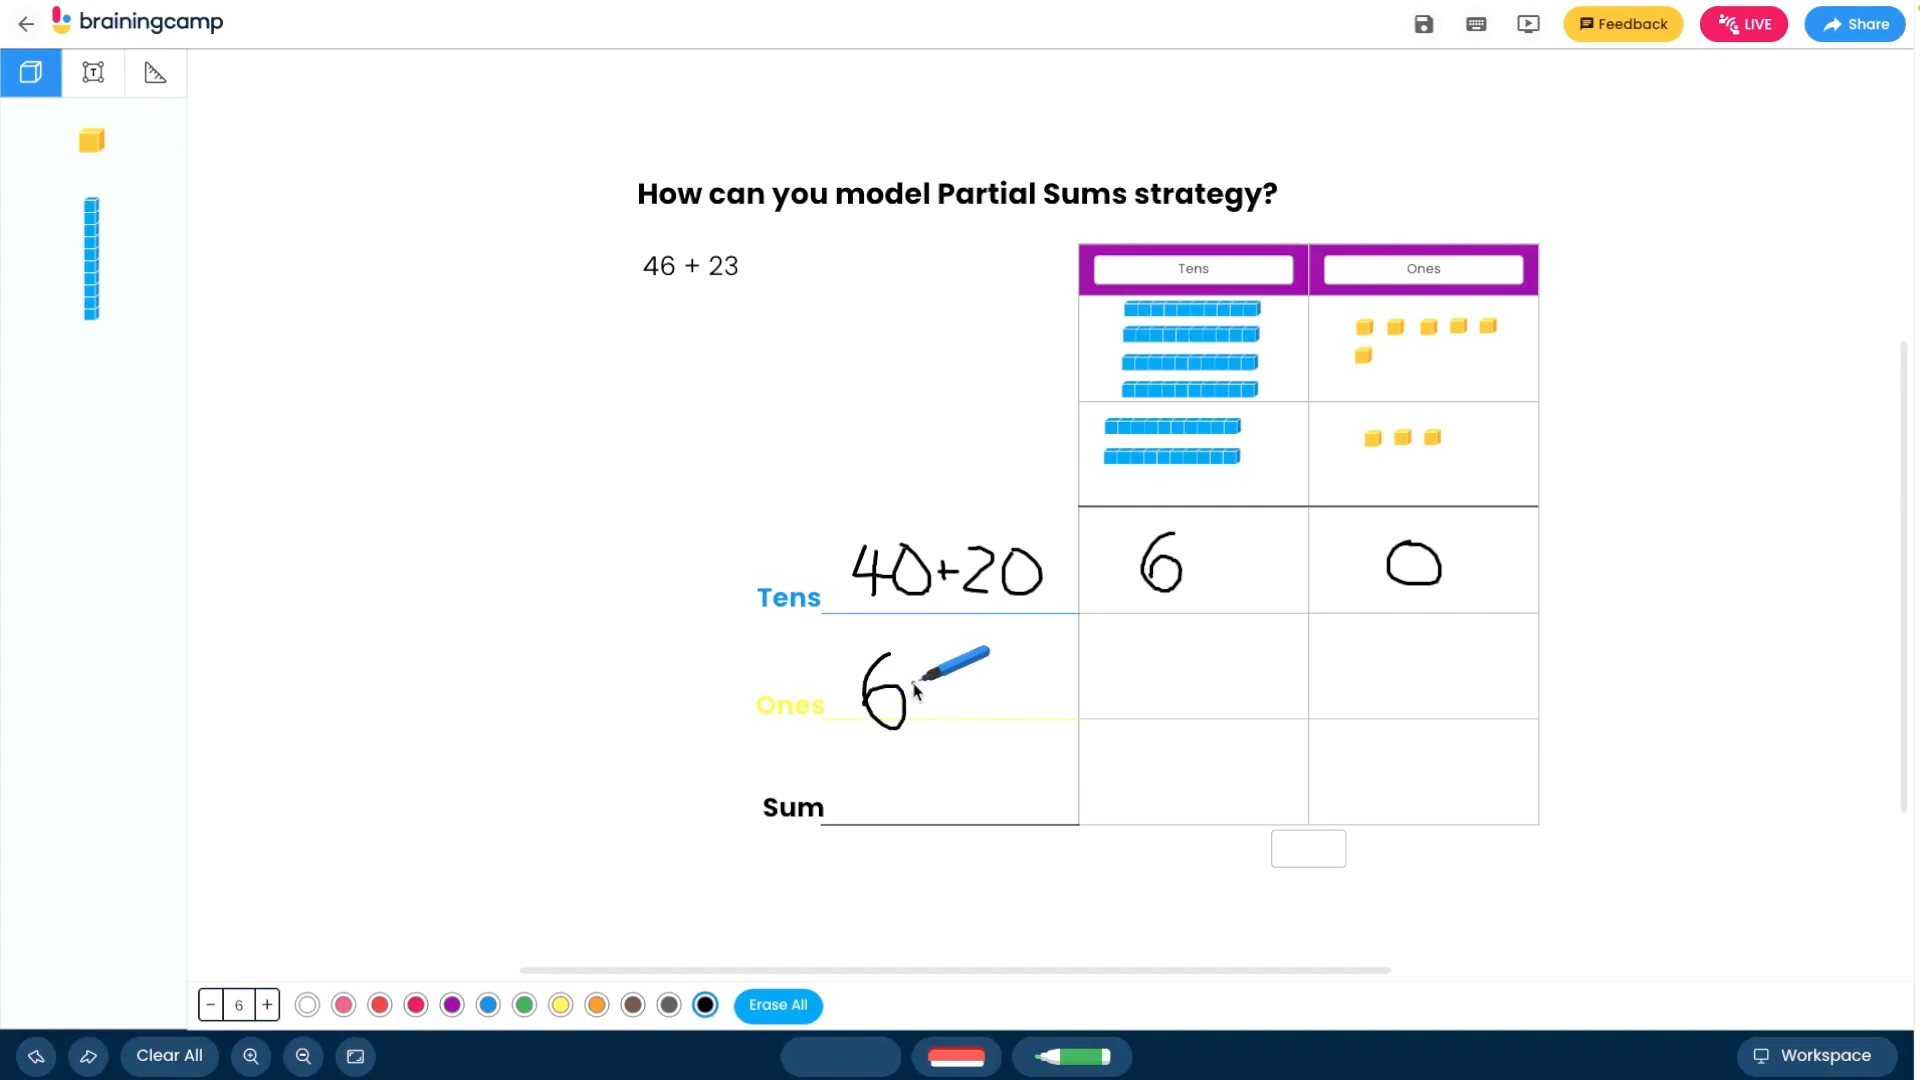 brainingcamp
Feedback
LIVE
Share
T
How can you model Partial Sums strategy?
46 + 23
Tens Ones
Tens 40+20 6 0
Ones 6
Sum
− 6 +
Erase All
Clear All
Workspace